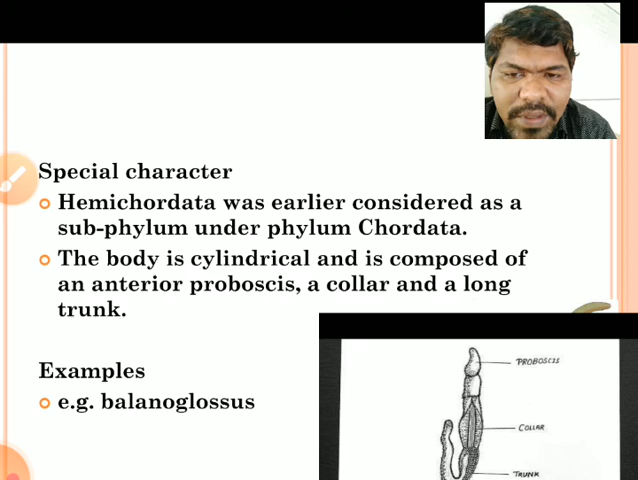 Special character
Hemichordata was earlier considered as a
sub-phylum under phylum Chordata.
The body is cylindrical and is composed of
an anterior proboscis, a collar and a long
trunk.
Examples
e.g. balanoglossus
PROBOSCIS
COLLAR
TRUNK